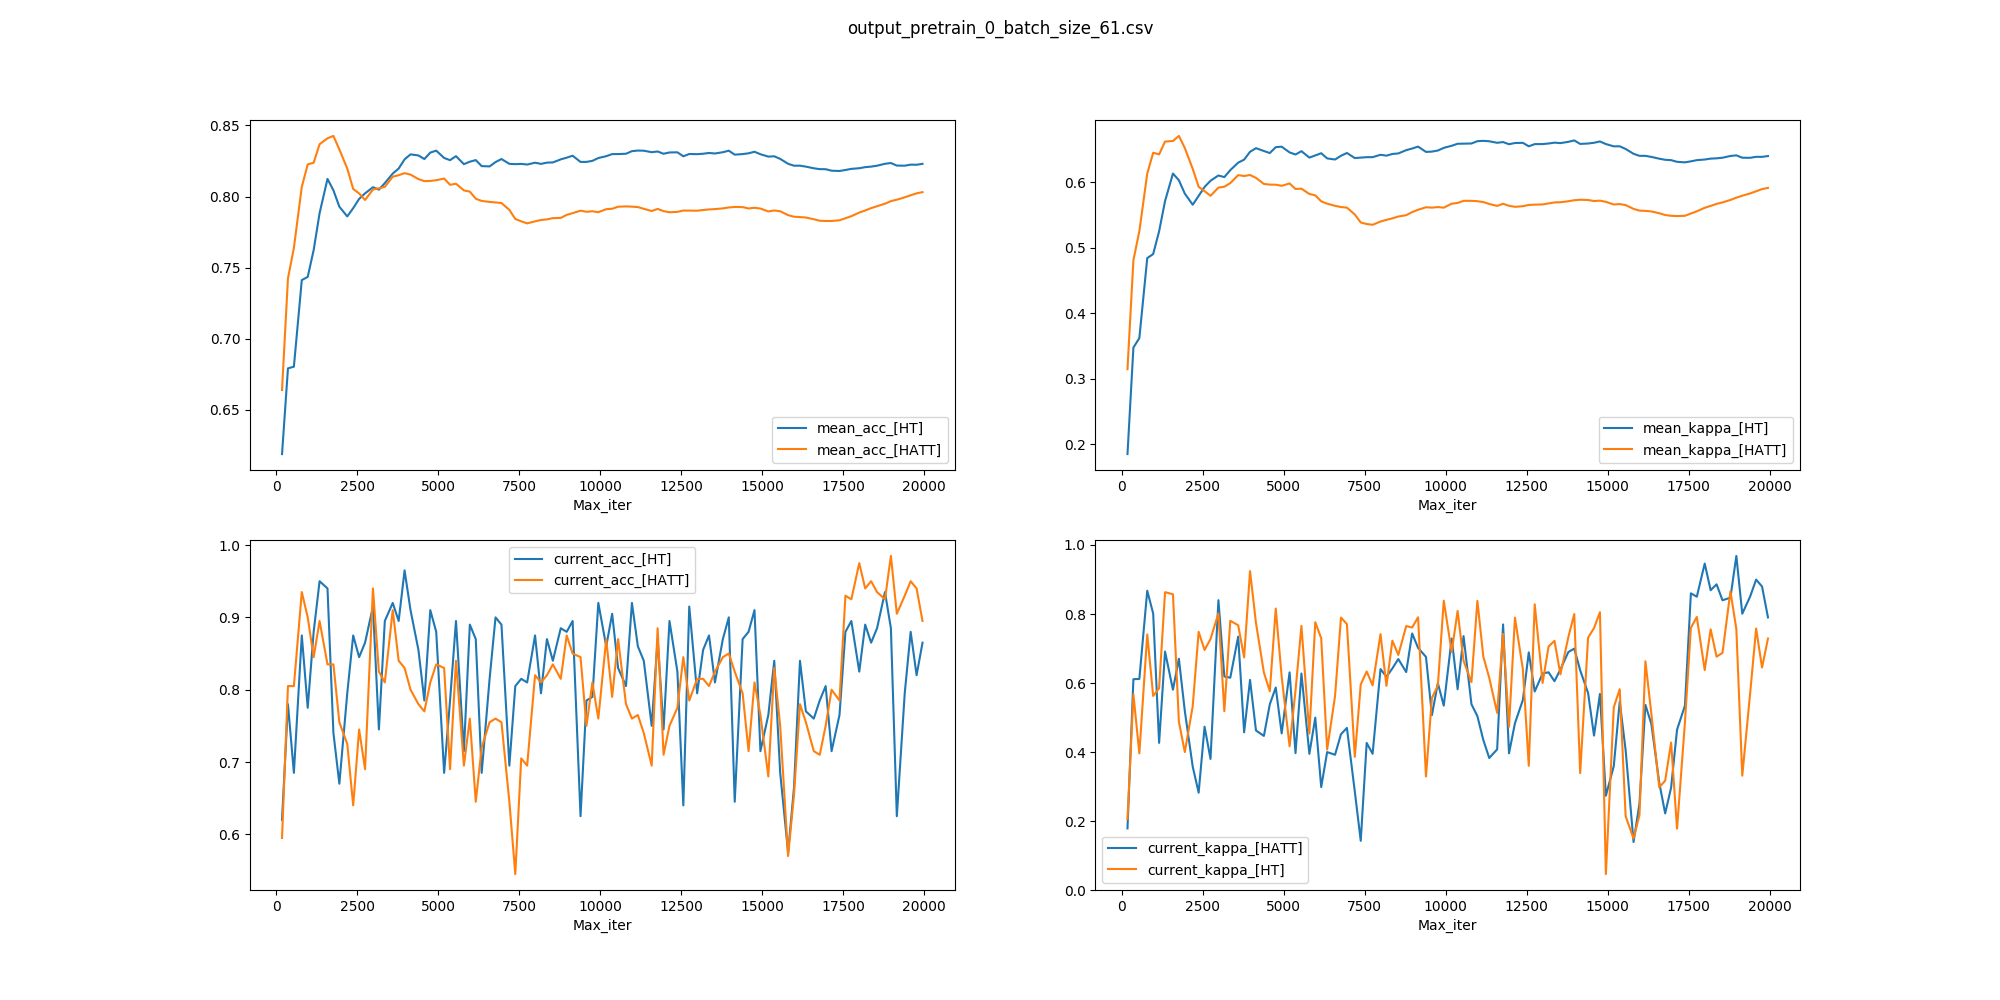 output_pretrain_0_batch_size_61.csv
0.85
0.80
0.75
0.70
0.65
mean_acc_[HT]
mean_acc_[HATT]
0 2500 5000 7500 10000 12500 15000 17500 20000
Max_iter
0.6
0.5
0.4
0.3
0.2
mean_kappa_[HT]
mean_kappa_[HATT]
0 2500 5000 7500 10000 12500 15000 17500 20000
Max_iter
1.0
0.9
0.8
0.7
0.6
current_acc_[HT]
current_acc_[HATT]
0 2500 5000 7500 10000 12500 15000 17500 20000
Max_iter
1.0
0.8
0.6
0.4
0.2
0.0
current_kappa_[HATT]
current_kappa_[HT]
0 2500 5000 7500 10000 12500 15000 17500 20000
Max_iter